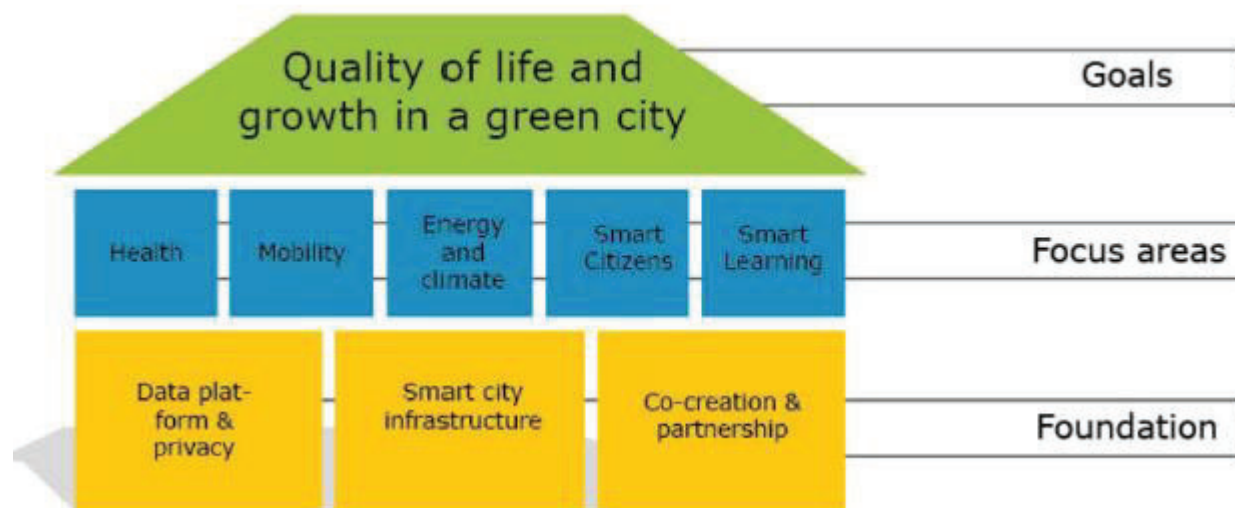 Quality of life and
growth in a green city
Goals
Health
Mobility
Energy
and
climate
Smart
Citizens
Smart
Learning
Focus areas
Data plat-
form &
privacy
Smart city
infrastructure
Co-creation &
partnership
Foundation